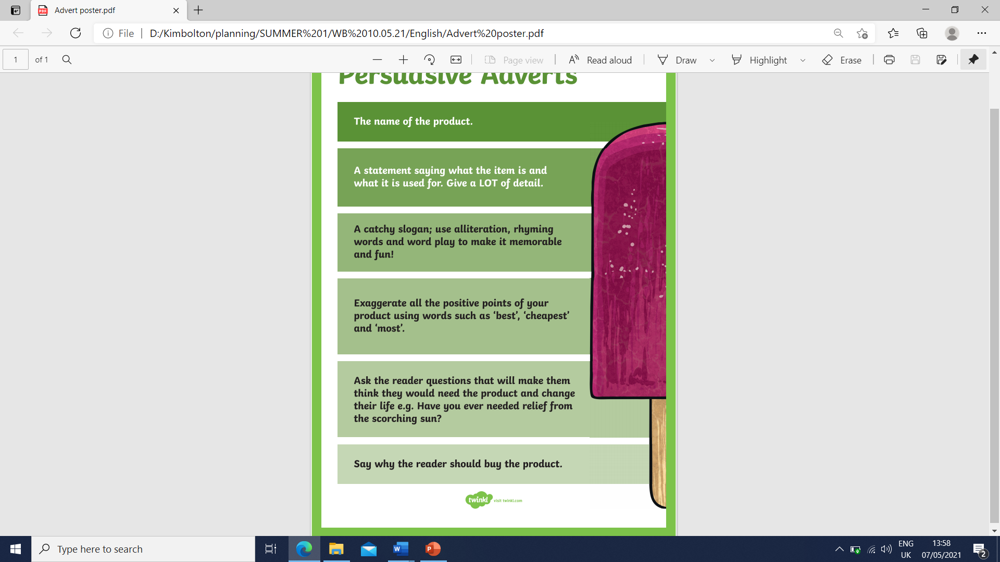 Advert poster.pdf
File
D:/Kimbolton/planning/SUMMER%201/WB%2010.05.21/English/Advert%20poster.pdf
1 of 1
Page view
Read aloud
Draw
Highlight
Erase
Persuasive Adverts
The name of the product.
A statement saying what the item is and
what it is used for. Give a LOT of detail.
A catchy slogan; use alliteration, rhyming
words and word play to make it memorable
and fun!
Exaggerate all the positive points of your
product using words such as ‘best’, ‘cheapest’
and ‘most’.
Ask the reader questions that will make them
think they would need the product and change
their life e.g. Have you ever needed relief from
the scorching sun?
Say why the reader should buy the product.
twinkl visit twinkl.com
Type here to search
ENG
UK
13:58
07/05/2021
2